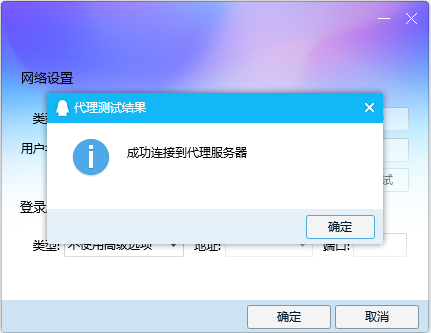 网络设置
代理测试结果
类
用户
成功连接到代理服务器
试
登录
确定
类型: 不使用高级选项 地址: 端口:
确定 取消